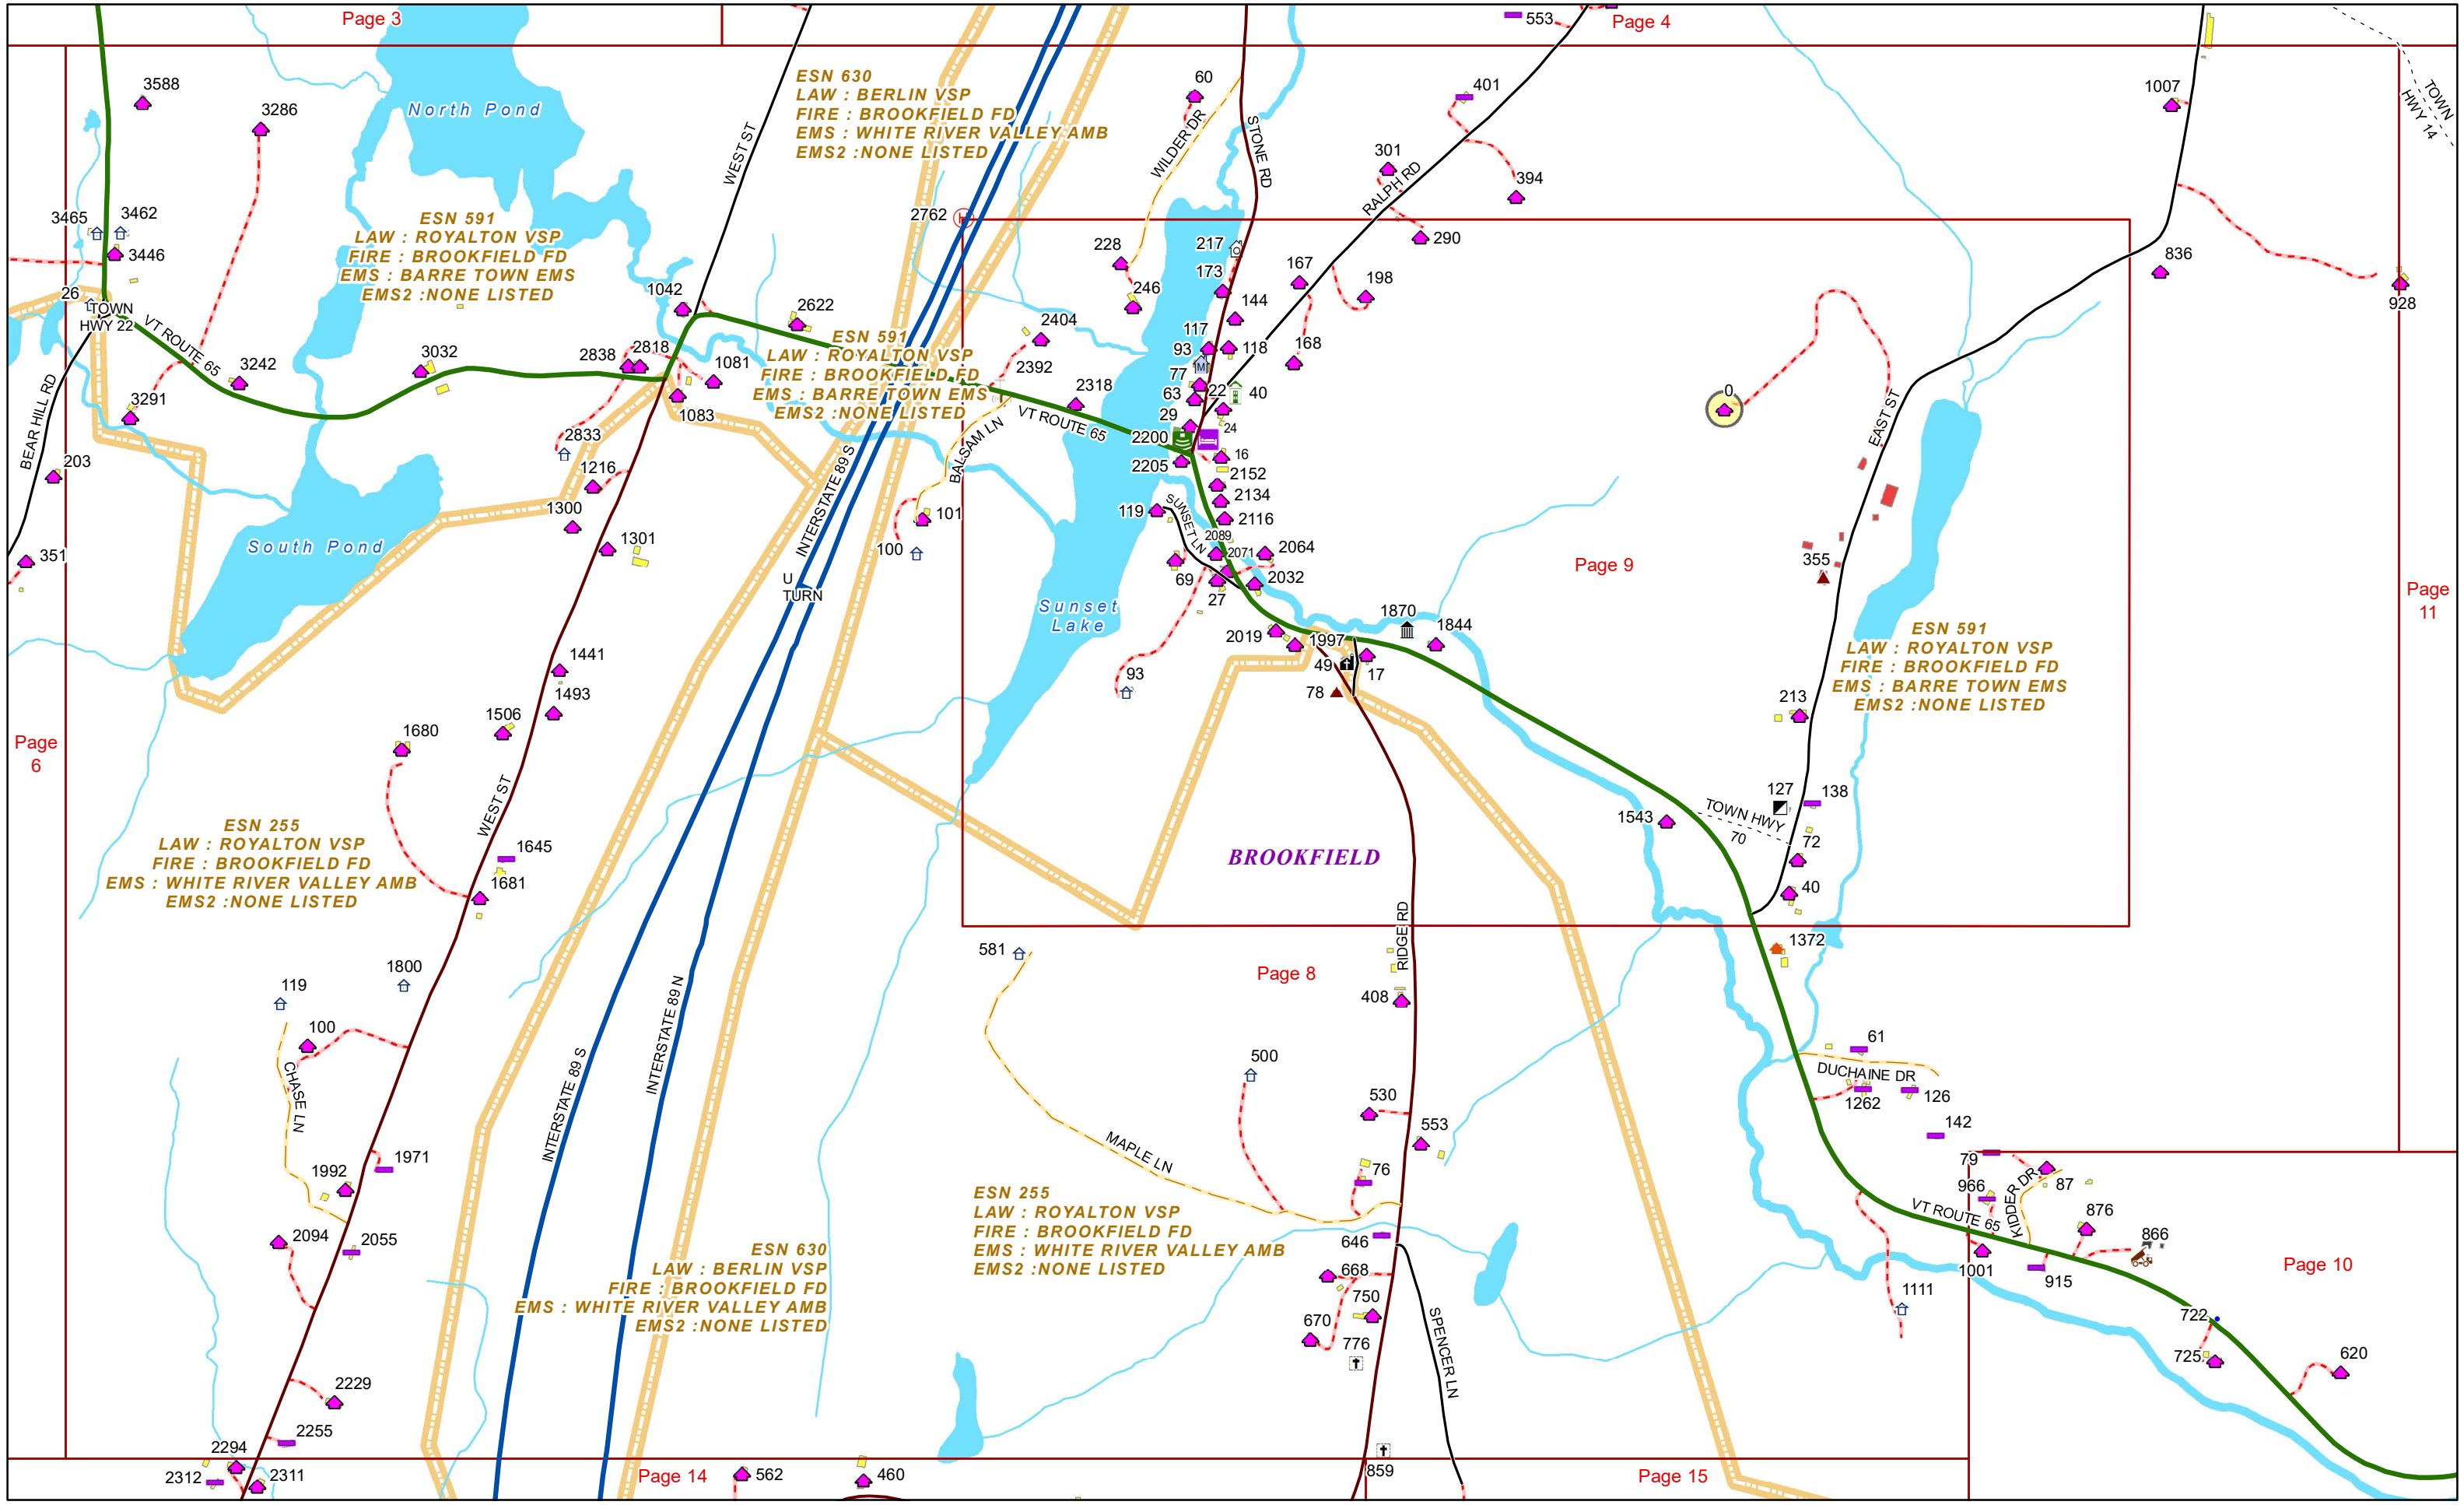 Page 3
553
Page 4
3588
3286
North Pond
WEST ST
ESN 630
LAW : BERLIN VSP
FIRE : BROOKFIELD FD
EMS : WHITE RIVER VALLEY AMB
EMS2 :NONE LISTED
60
WILDER DR
STONE RD
401
301
RALPH RD
394
290
1007
TOWN
HWY 14
3465
3462
3446
26
TOWN
HWY 22
VT ROUTE 65
ESN 591
LAW : ROYALTON VSP
FIRE : BROOKFIELD FD
EMS : BARRE TOWN EMS
EMS2 :NONE LISTED
2762
H
228
246
217
173
144
167
198
168
836
928
1042
2622
2404
2392
2318
117
93
M
118
77
63
22
40
29
24
2200
16
2205
2152
2134
2116
3242
3032
2838
2818
1081
1083
3291
ESN 591
LAW : ROYALTON VSP
FIRE : BROOKFIELD FD
EMS : BARRE TOWN EMS
EMS2 :NONE LISTED
VT ROUTE 65
BALSAM LN
0
EAST ST
BEAR HILL RD
203
351
2833
1216
1300
1301
South Pond
INTERSTATE 89 S
U
TURN
101
100
119
SUNSET LN
2089
2071
2064
2032
69
27
Sunset
Lake
93
2019
1997
49
78
17
1870
1844
Page 9
355
Page
11
ESN 591
LAW : ROYALTON VSP
FIRE : BROOKFIELD FD
EMS : BARRE TOWN EMS
EMS2 :NONE LISTED
213
Page
6
1441
1493
1506
1680
WEST ST
1645
1681
ESN 255
LAW : ROYALTON VSP
FIRE : BROOKFIELD FD
EMS : WHITE RIVER VALLEY AMB
EMS2 :NONE LISTED
127
138
TOWN HWY
70
1543
72
40
BROOKFIELD
RIDGE RD
1372
581
Page 8
408
119
1800
100
CHASE LN
INTERSTATE 89 S
INTERSTATE 89 N
500
530
553
MAPLE LN
76
61
DUCHAINE DR
1262
126
142
79
966
KIDDER DR
87
876
866
VT ROUTE 65
1001
915
Page 10
1111
722
725
620
1971
1992
2094
2055
ESN 255
LAW : ROYALTON VSP
FIRE : BROOKFIELD FD
EMS : WHITE RIVER VALLEY AMB
EMS2 :NONE LISTED
ESN 630
LAW : BERLIN VSP
FIRE : BROOKFIELD FD
EMS : WHITE RIVER VALLEY AMB
EMS2 :NONE LISTED
646
668
750
670
776
SPENCER LN
2229
2255
2294
2312
2311
Page 14
562
460
859
Page 15